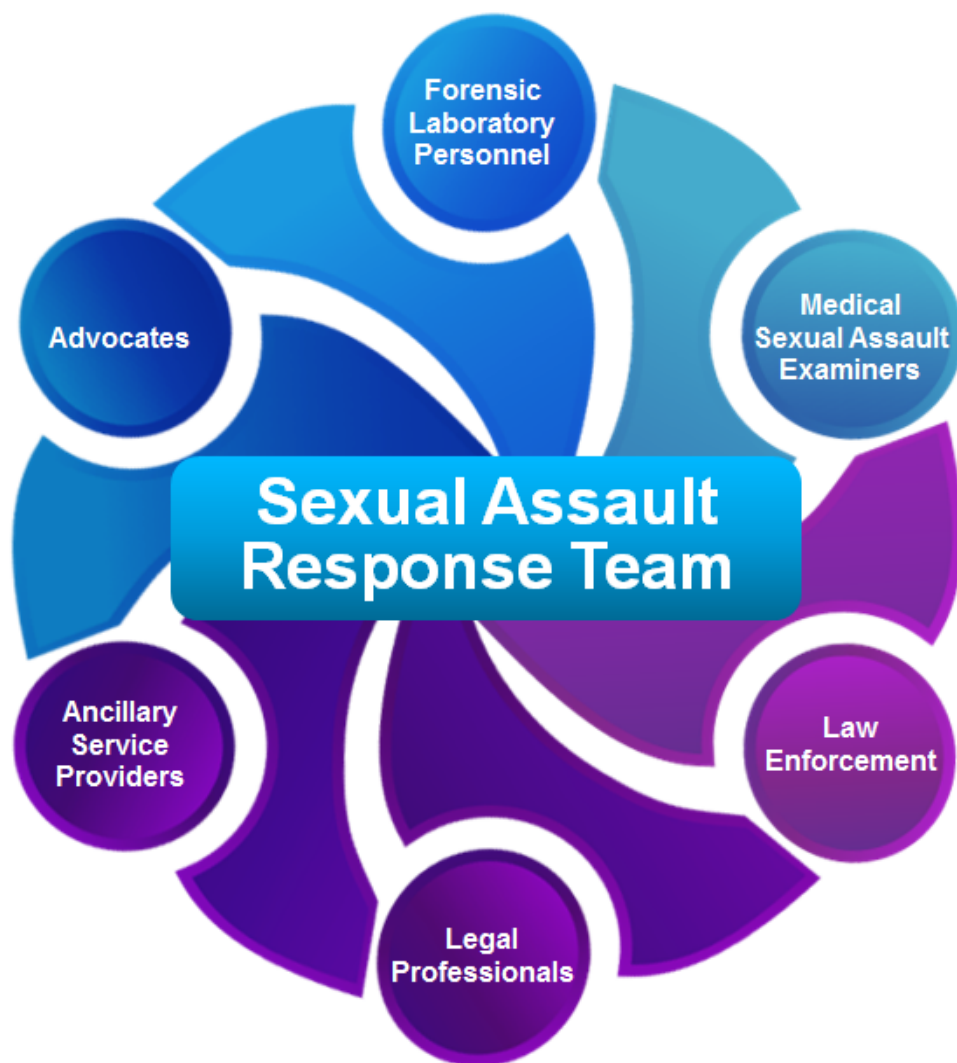 Forensic
Laboratory
Personnel
Medical
Sexual Assault
Examiners
Advocates
Sexual Assault
Response Team
Ancillary
Service
Providers
Law
Enforcement
Legal
Professionals